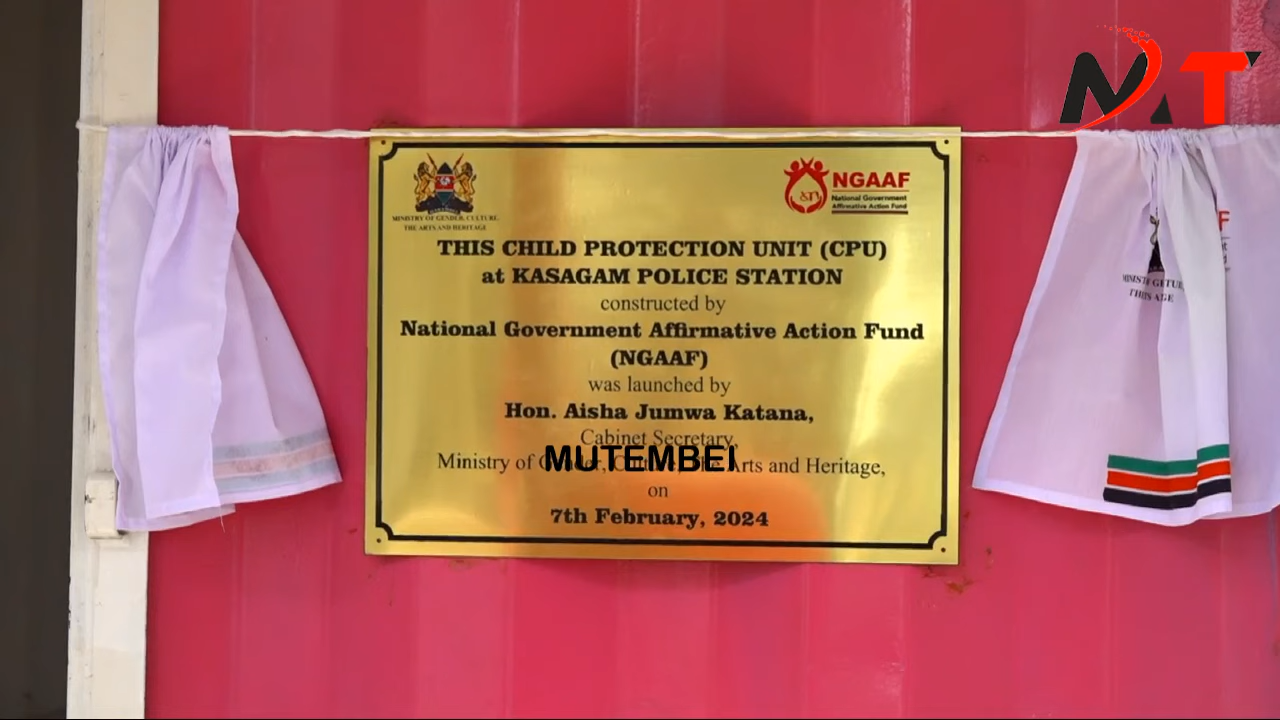 MT
MINISTRY OF GENDER, CULTURE,
THE ARTS AND HERITAGE
NGAAF
National Government
Affirmative Action Fund
THIS CHILD PROTECTION UNIT (CPU)
at KASAGAM POLICE STATION
constructed by
National Government Affirmative Action Fund
(NGAAF)
was launched by
Hon. Aisha Jumwa Katana,
Cabinet Secretary,
MUTEMBEI
Ministry of Gender, Culture, The Arts and Heritage,
on
7th February, 2024